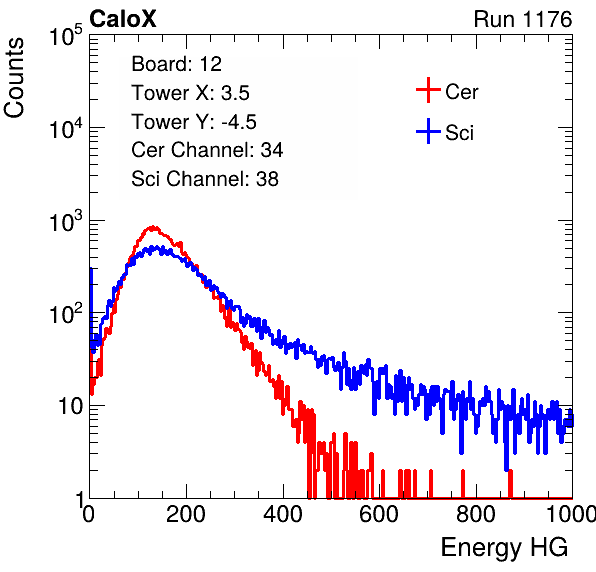 CaloX Run 1176
Counts
10^5
10^4
10^3
10^2
10
1
Board: 12
Tower X: 3.5
Tower Y: -4.5
Cer Channel: 34
Sci Channel: 38
Cer
Sci
0 200 400 600 800 1000
Energy HG